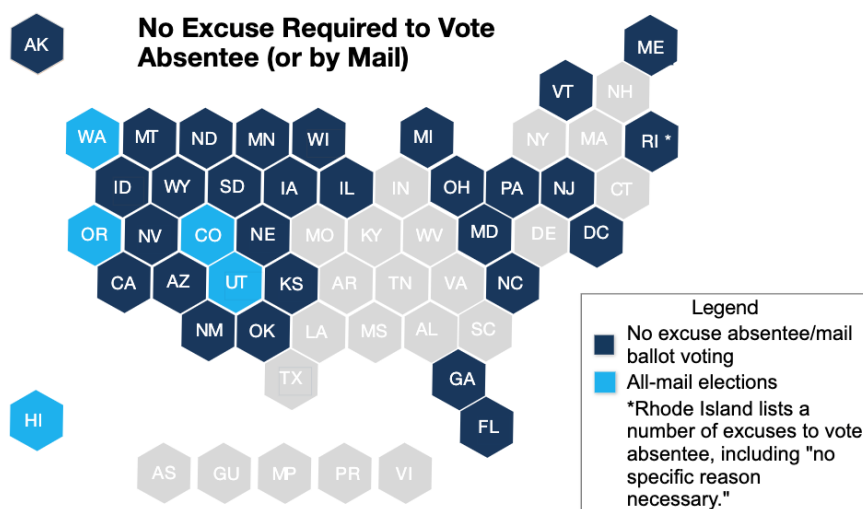 AK
No Excuse Required to Vote
Absentee (or by Mail)
ME
VT NH
WA MT ND MN WI MI NY MA RI *
ID WY SD IA IL IN OH PA NJ CT
OR NV CO NE MO KY WV MD DE DC
CA AZ UT KS AR TN VA NC
NM OK LA MS AL SC
TX GA
HI FL
AS GU MP PR VI
Legend
No excuse absentee/mail
ballot voting
All-mail elections
*Rhode Island lists a
number of excuses to vote
absentee, including "no
specific reason
necessary."